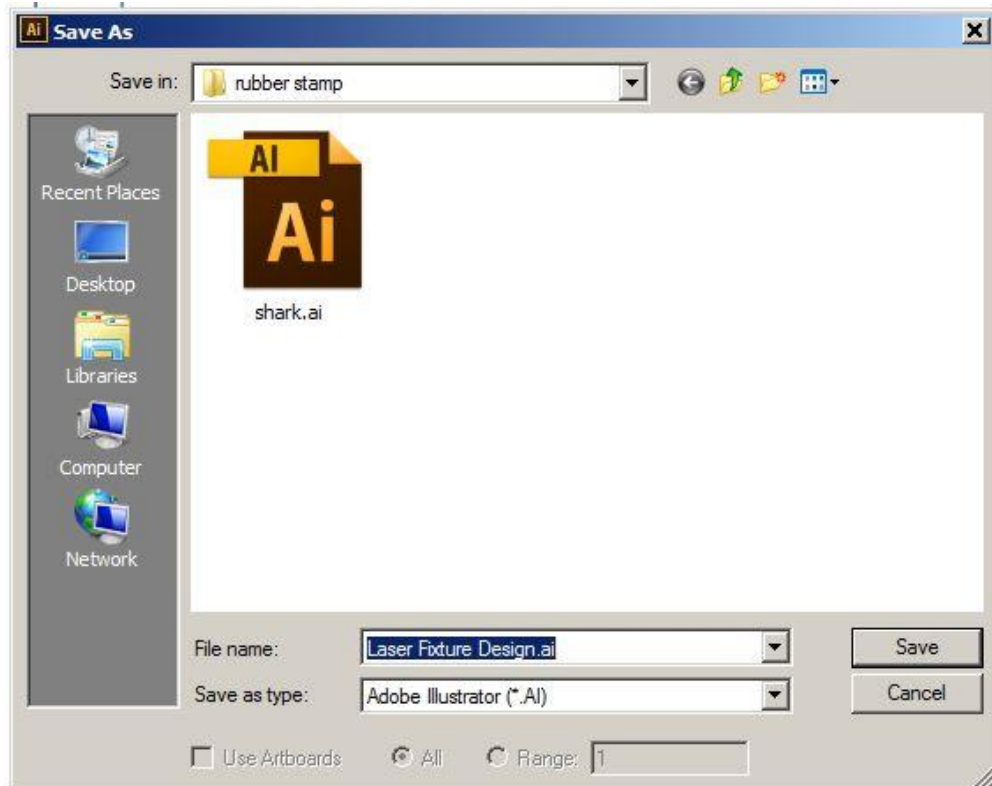 Ai Save As
Save in: rubber stamp
Recent Places
Desktop
Libraries
Computer
Network
AI
Ai
shark.ai
File name: Laser Fixture Design.ai Save
Save as type: Adobe Illustrator (*.AI) Cancel
Use Artboards All Range: 1